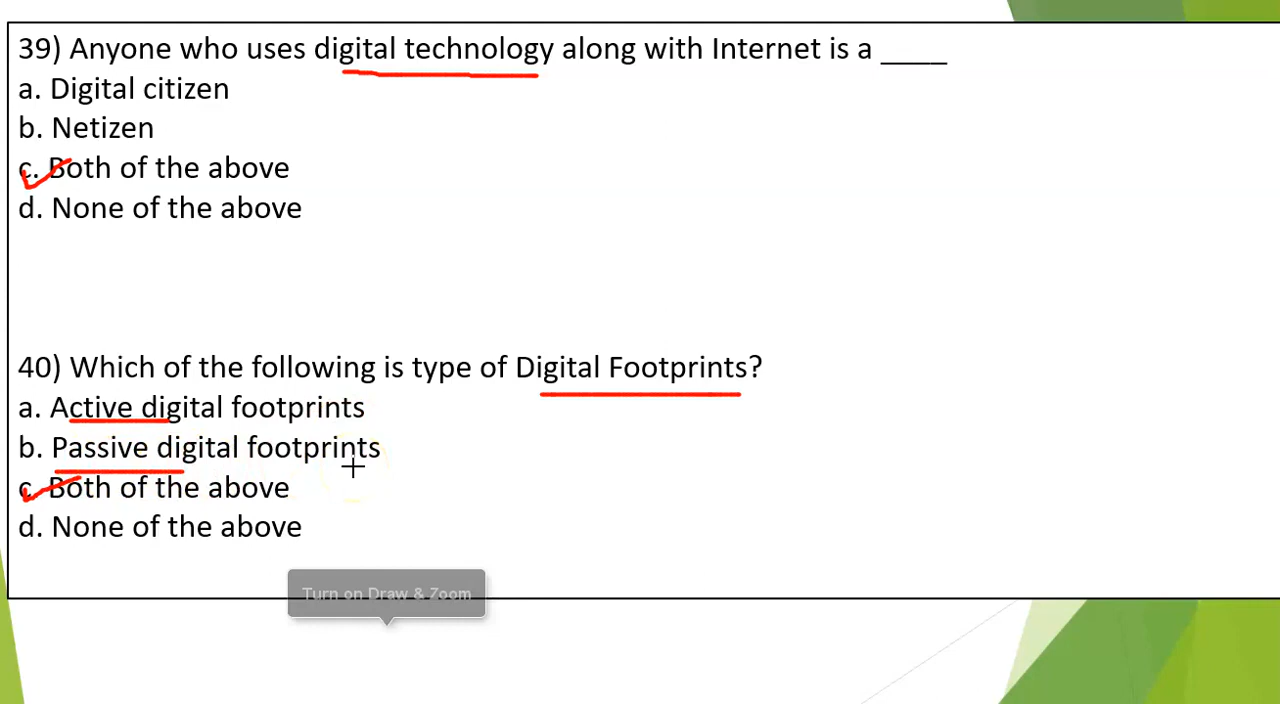 39) Anyone who uses digital technology along with Internet is a ____
a. Digital citizen
b. Netizen
c. Both of the above
d. None of the above
40) Which of the following is type of Digital Footprints?
a. Active digital footprints
b. Passive digital footprints
c. Both of the above
d. None of the above
Turn on Draw & Zoom